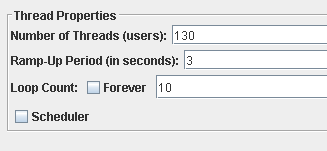 Thread Properties
Number of Threads (users): 130
Ramp-Up Period (in seconds): 3
Loop Count: Forever 10
Scheduler